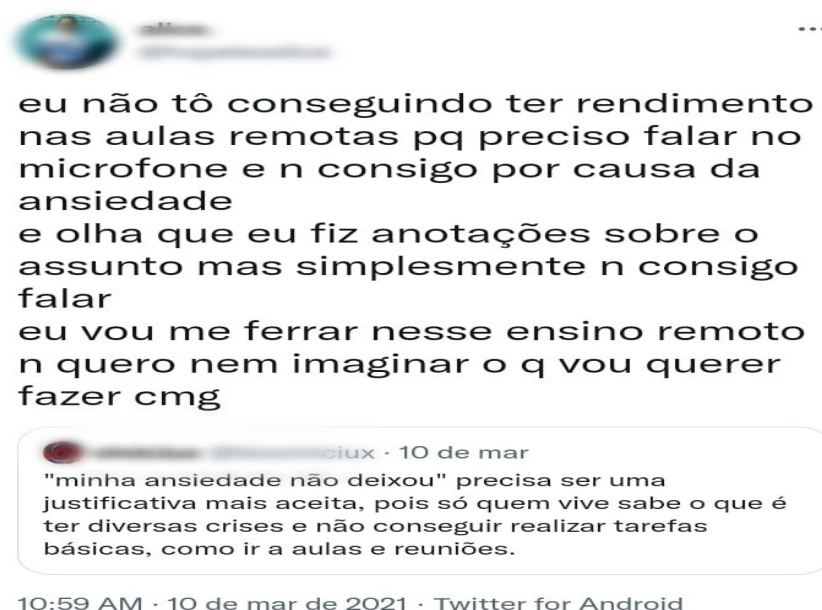 eu não tô conseguindo ter rendimento
nas aulas remotas pq preciso falar no
microfone e n consigo por causa da
ansiedade
e olha que eu fiz anotações sobre o
assunto mas simplesmente n consigo
falar
eu vou me ferrar nesse ensino remoto
n quero nem imaginar o q vou querer
fazer cmg
ciux · 10 de mar
"minha ansiedade não deixou" precisa ser uma
justificativa mais aceita, pois só quem vive sabe o que é
ter diversas crises e não conseguir realizar tarefas
básicas, como ir a aulas e reuniões.
10:59 AM · 10 de mar de 2021 · Twitter for Android